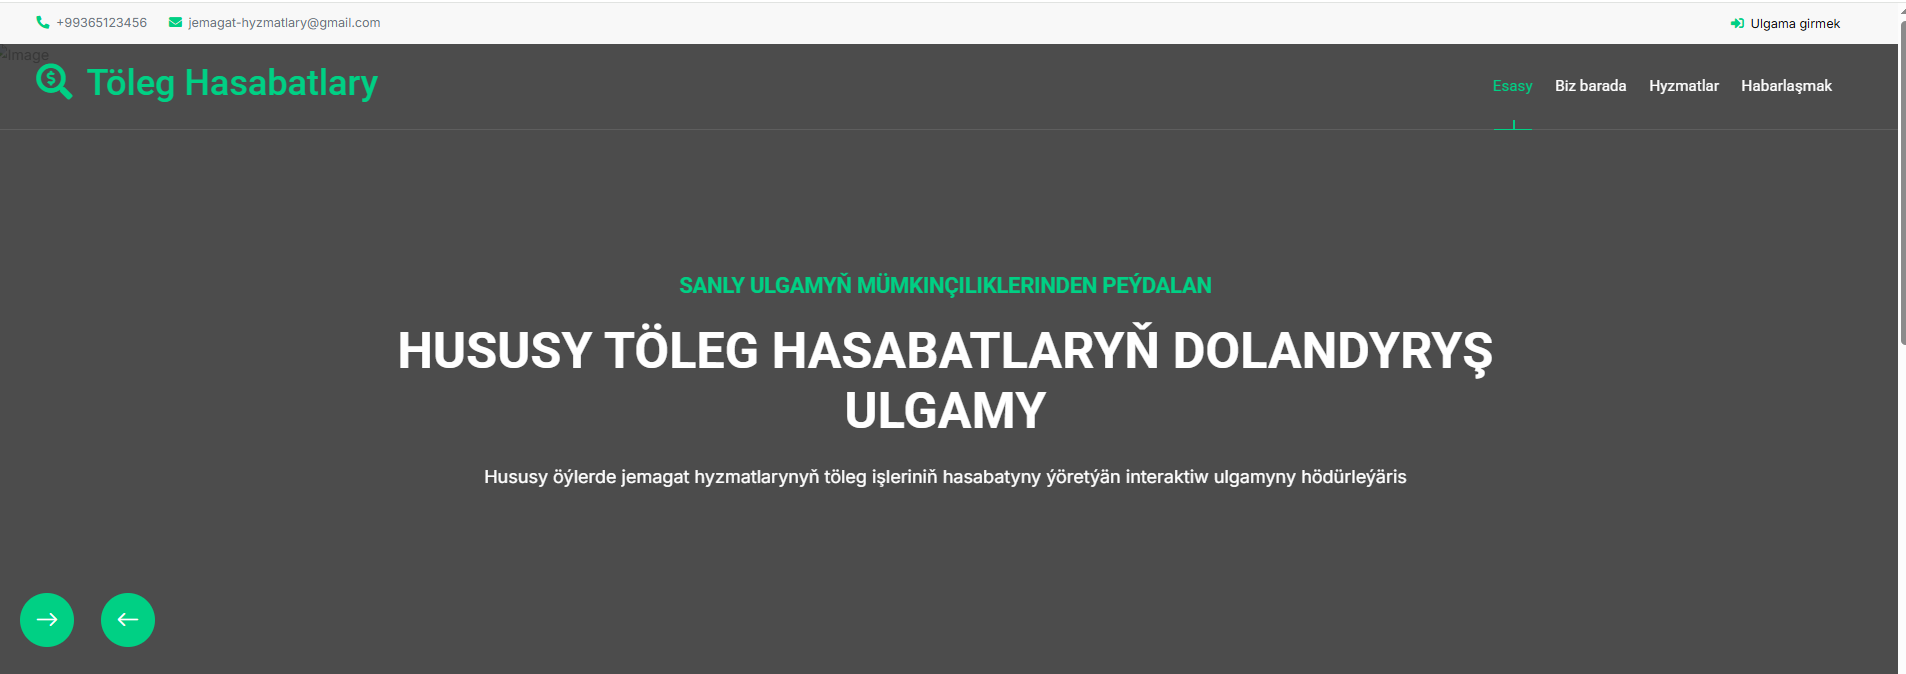 +99365123456 jemagat-hyzmatlary@gmail.com Ulgama girmek
Image
Töleg Hasabatlary
Esasy Biz barada Hyzmatlar Habarlaşmak
SANLY ULGAMYŇ MÜMKINÇILIKLERINDEN PEÝDALAN
HUSUSY TÖLEG HASABATLARYŇ DOLANDYRYŞ
ULGAMY
Hususy öýlerde jemagat hyzmatlarynyň töleg işleriniň hasabatyny ýöretýän interaktiw ulgamyny hödürleýäris